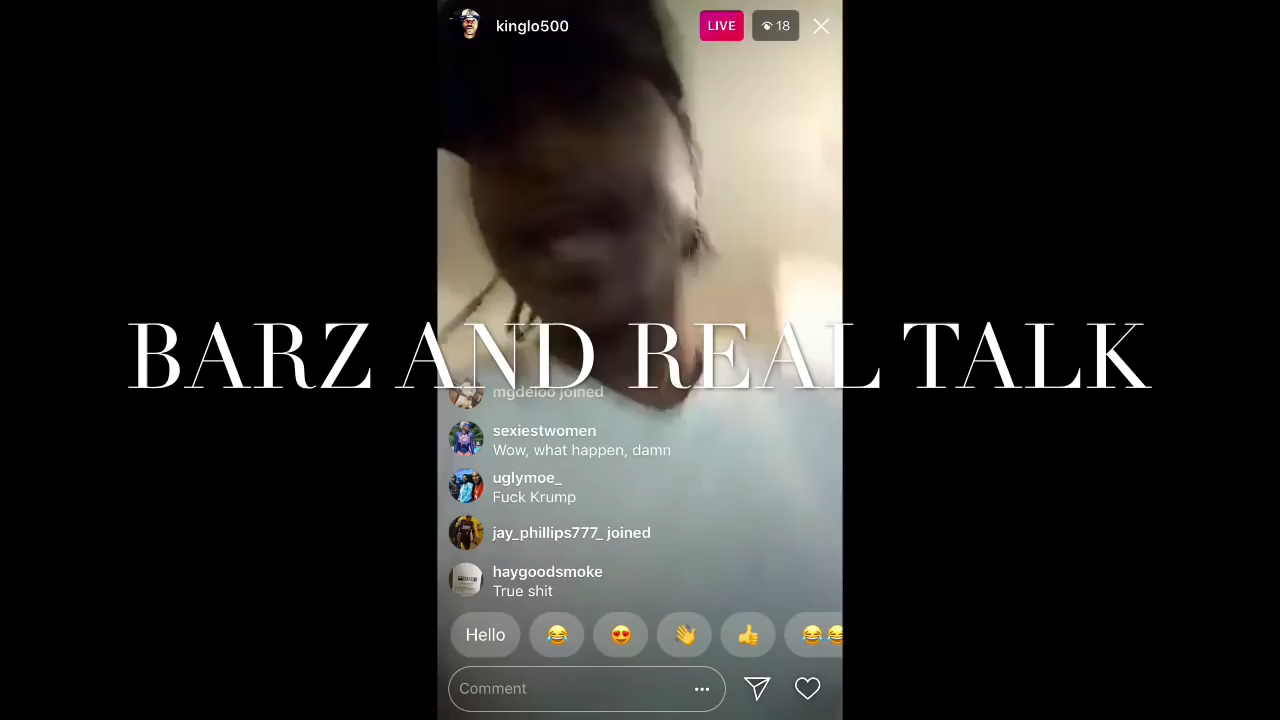 kinglo500
LIVE
18
BARZ AND REAL TALK
mgdeloo joined
sexiestwomen
Wow, what happen, damn
uglymoe_
Fuck Krump
jay_phillips777_ joined
haygoodsmoke
True shit
Hello
Comment